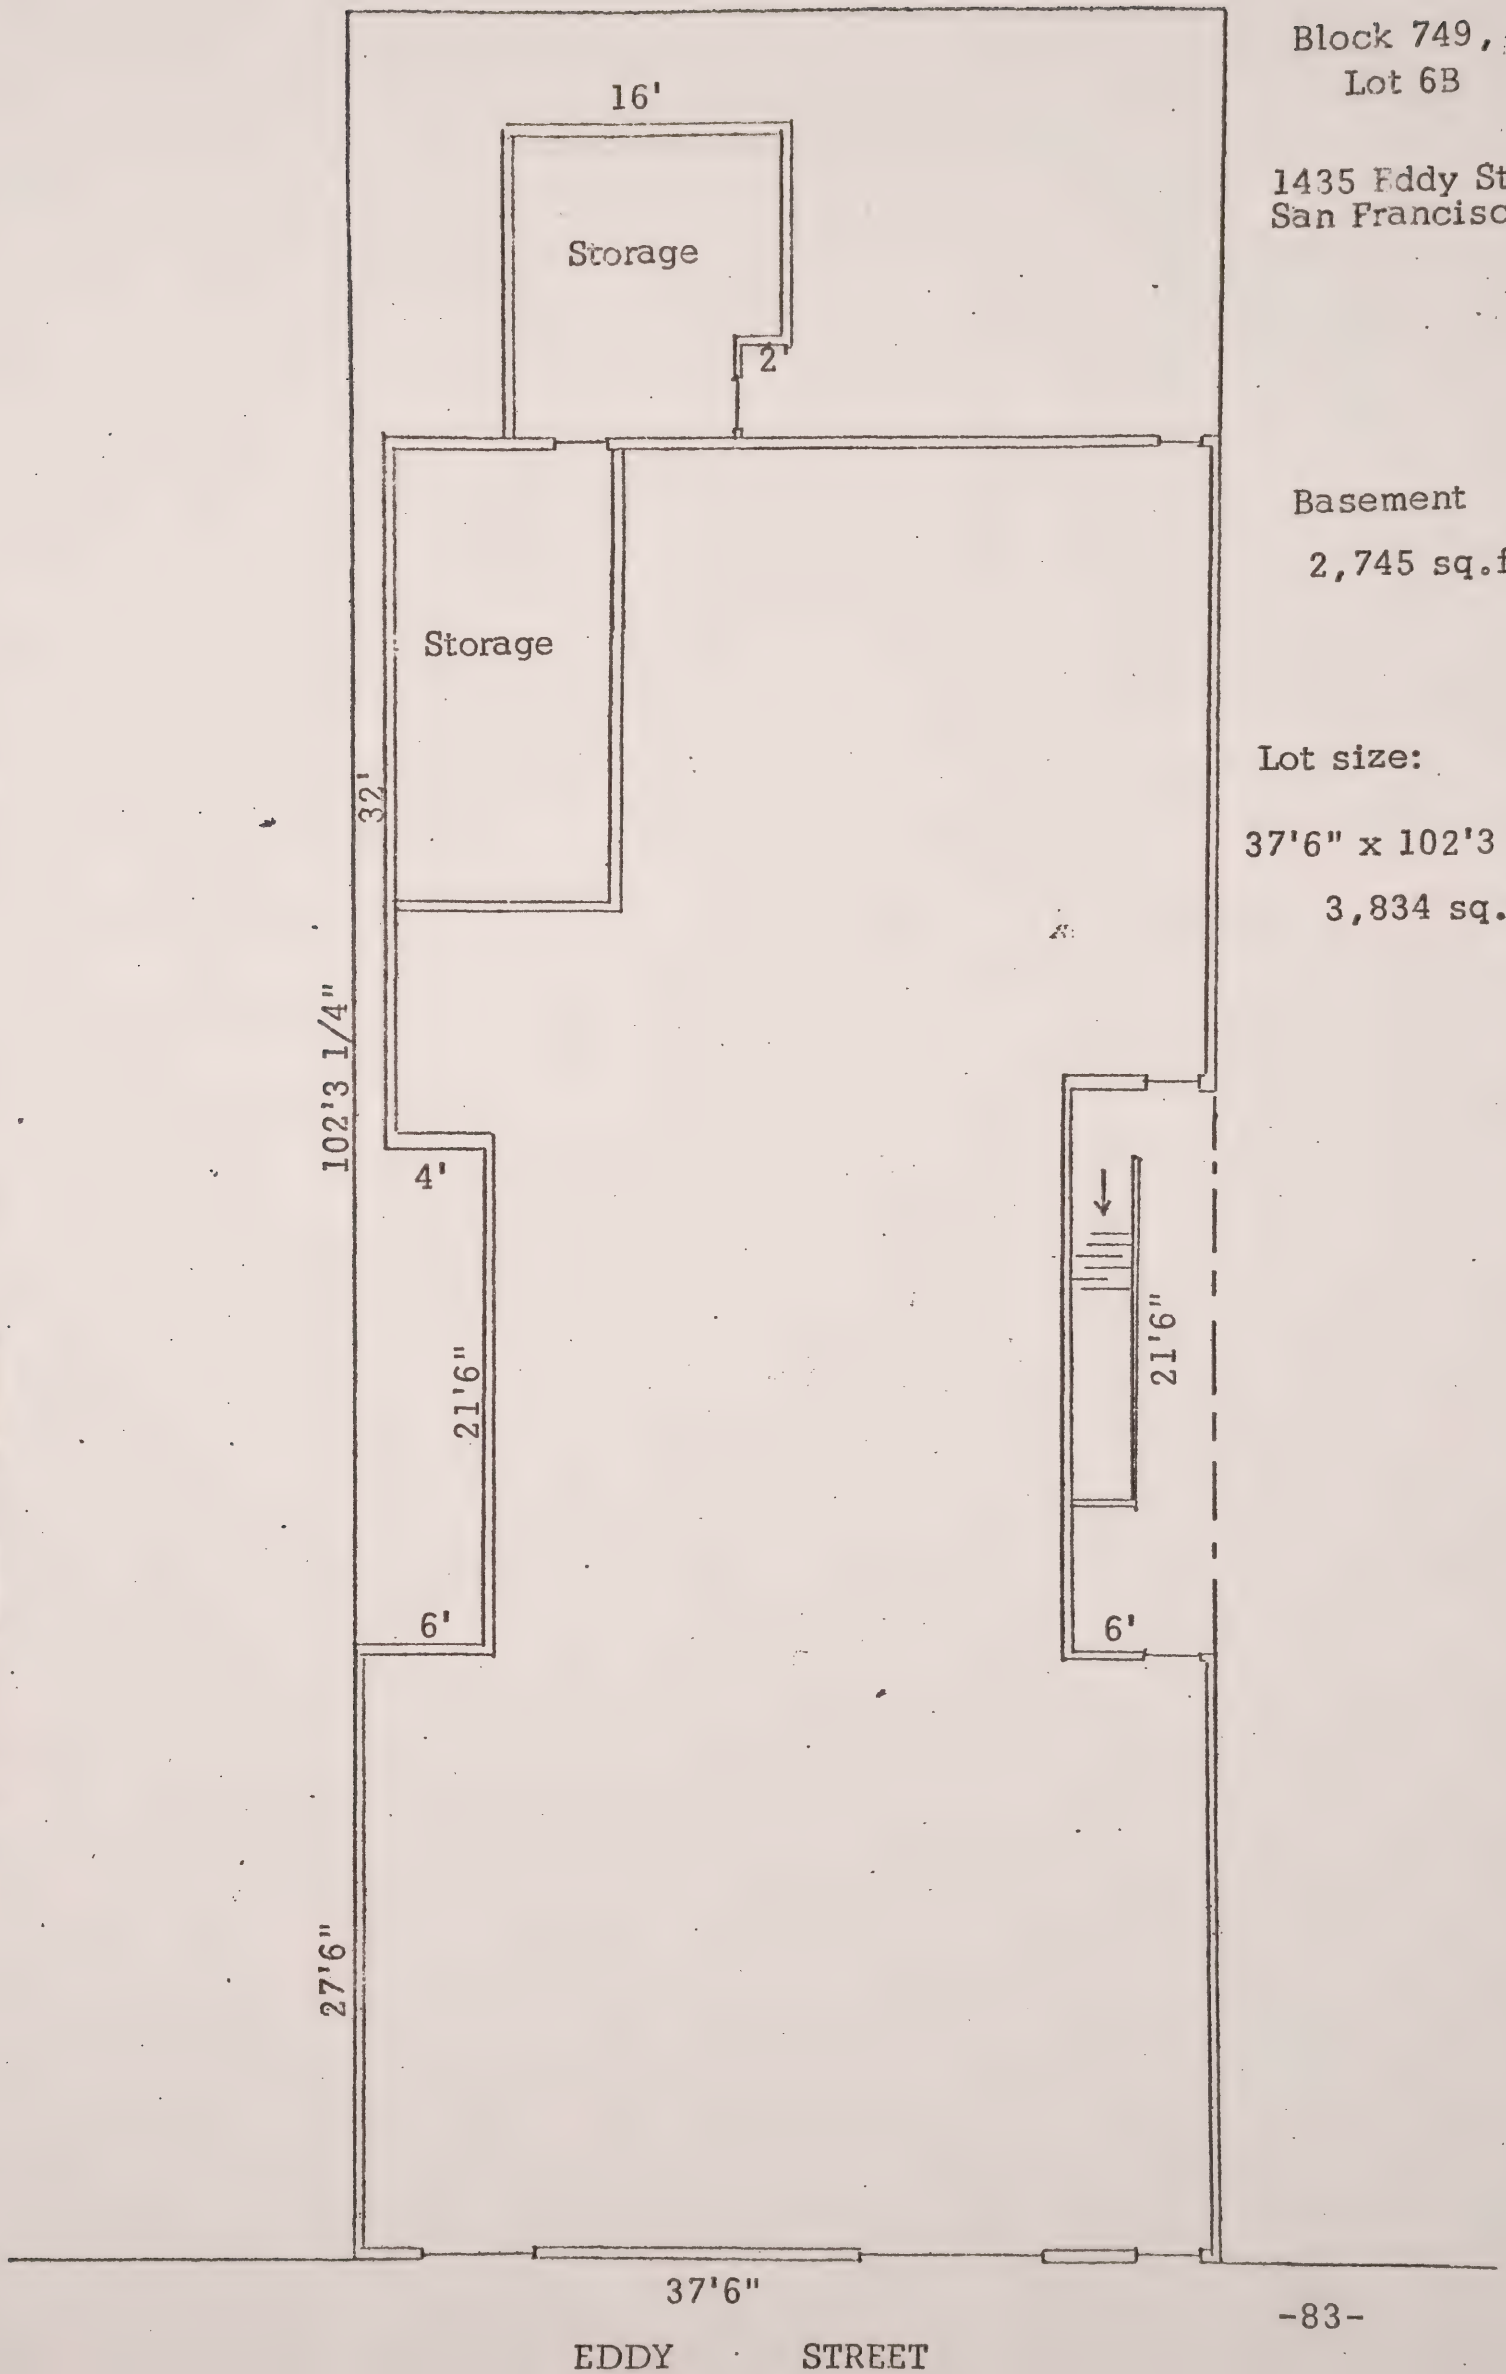 Block 749,
Lot 6B
16'
1435 Eddy St
San Francisc
Storage
2'
Basement
2,745 sq.f
Storage
Lot size:
32'
37'6" x 102'3
3,834 sq.
102'3 1/4"
4'
21'6"
21'6"
6'
6'
27'6"
37'6"
-83-
EDDY STREET